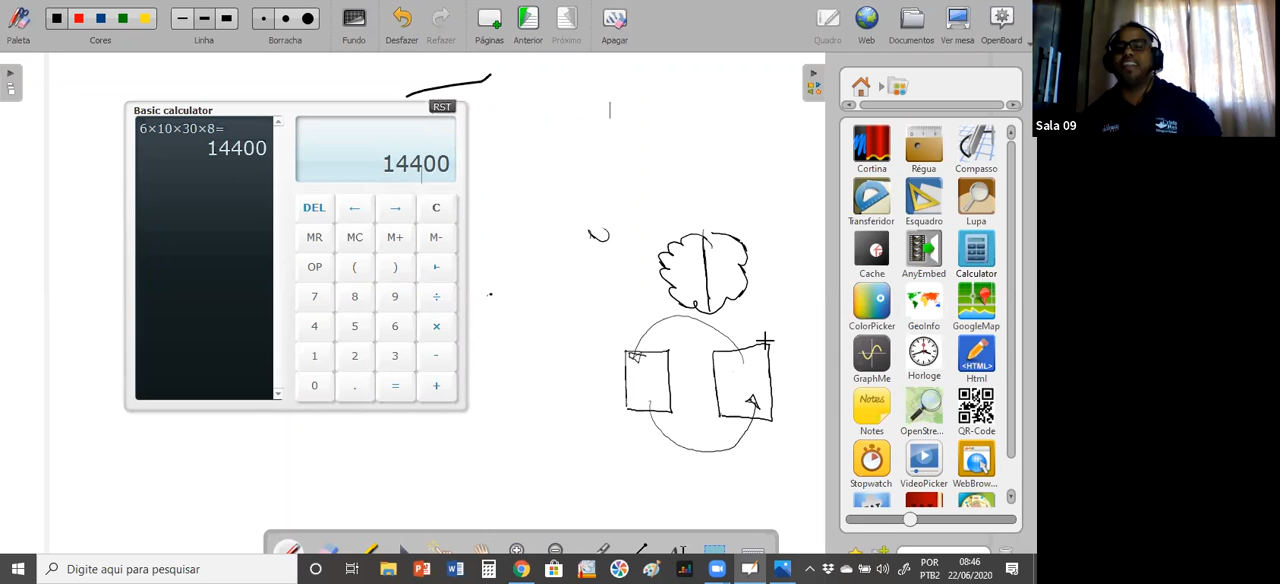 Paleta
Cores
Linha
Borracha
Fundo
Desfazer
Refazer
Páginas
Anterior
Próximo
Apagar
Quadro
Web
Documentos
Ver mesa
OpenBoard
Basic calculator
RST
6×10×30×8=
14400
14400
DEL ← → C
MR MC M+ M-
OP ( )
7 8 9 ÷
4 5 6 ×
1 2 3 -
0 . = +
Cortina
Régua
Compasso
Transferidor
Esquadro
Lupa
Cache
AnyEmbed
Calculator
ColorPicker
GeoInfo
GoogleMap
GraphMe
Horloge
<HTML>
Html
Notes
Notes
OpenStre...
QR-Code
Stopwatch
VideoPicker
WebBrow...
Sala 09
Digite aqui para pesquisar
POR
PTB2
08:46
22/06/2020